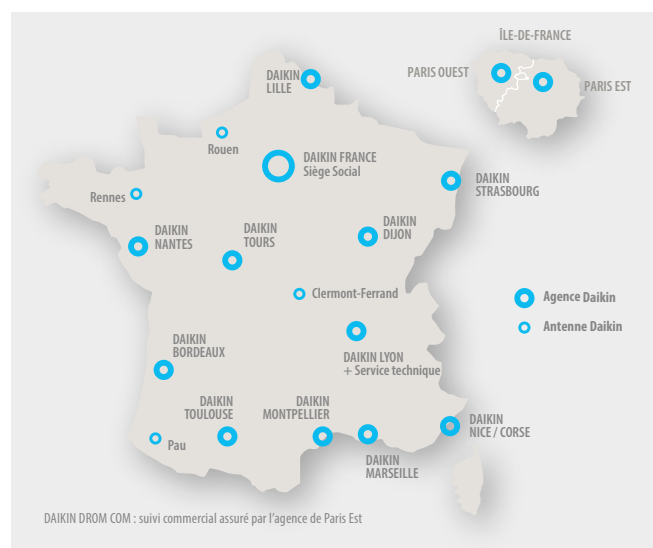 ÎLE-DE-FRANCE
PARIS OUEST
PARIS EST
DAIKIN
LILLE
Rouen
DAIKIN FRANCE
Siège Social
DAIKIN
STRASBOURG
Rennes
DAIKIN
NANTES
DAIKIN
TOURS
DAIKIN
DIJON
Clermont-Ferrand
Agence Daikin
Antenne Daikin
DAIKIN
BORDEAUX
DAIKIN LYON
+ Service technique
DAIKIN
TOULOUSE
DAIKIN
MONTPELLIER
DAIKIN
NICE / CORSE
Pau
DAIKIN
MARSEILLE
DAIKIN DROM COM : suivi commercial assuré par l'agence de Paris Est